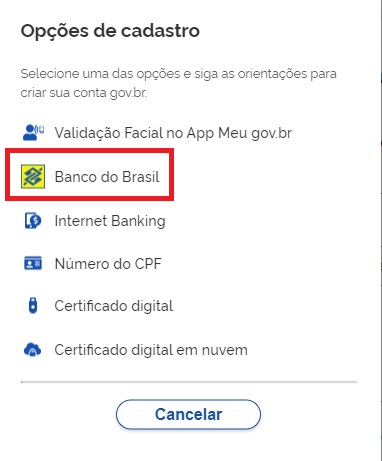 Opções de cadastro
Selecione uma das opções e siga as orientações para
criar sua conta gov.br.
Validação Facial no App Meu gov.br
Banco do Brasil
Internet Banking
Número do CPF
Certificado digital
Certificado digital em nuvem
Cancelar